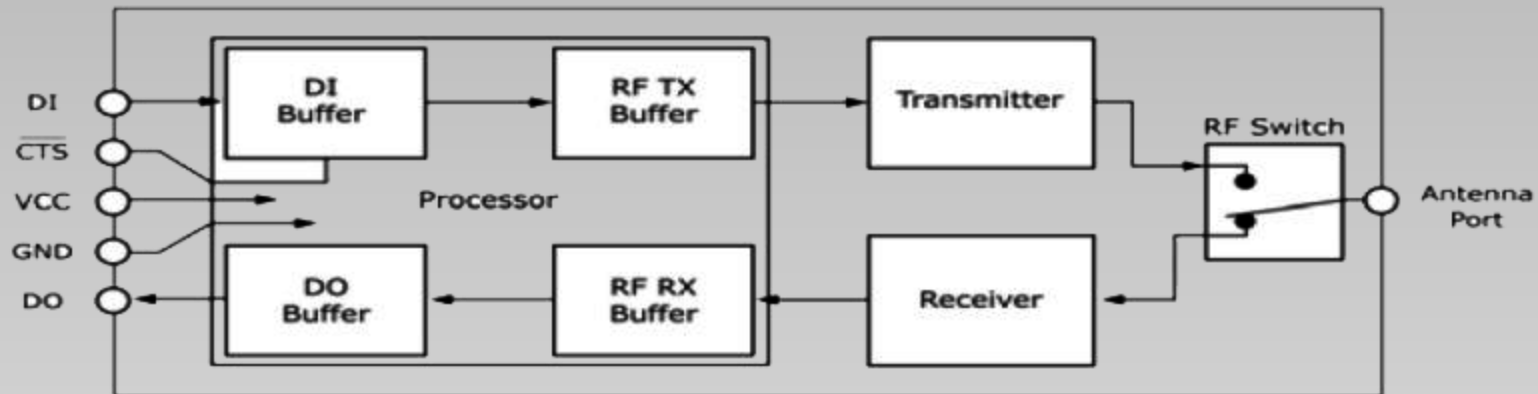 DI
CTS
VCC
GND
DO
DI
Buffer
RF TX
Buffer
Transmitter
RF Switch
Processor
Antenna
Port
DO
Buffer
RF RX
Buffer
Receiver